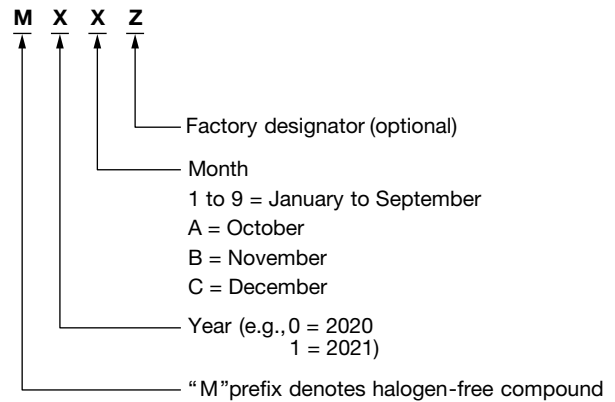 M X X Z
Factory designator (optional)
Month
1 to 9 = January to September
A = October
B = November
C = December
Year (e.g., 0 = 2020
1 = 2021)
“M”prefix denotes halogen-free compound